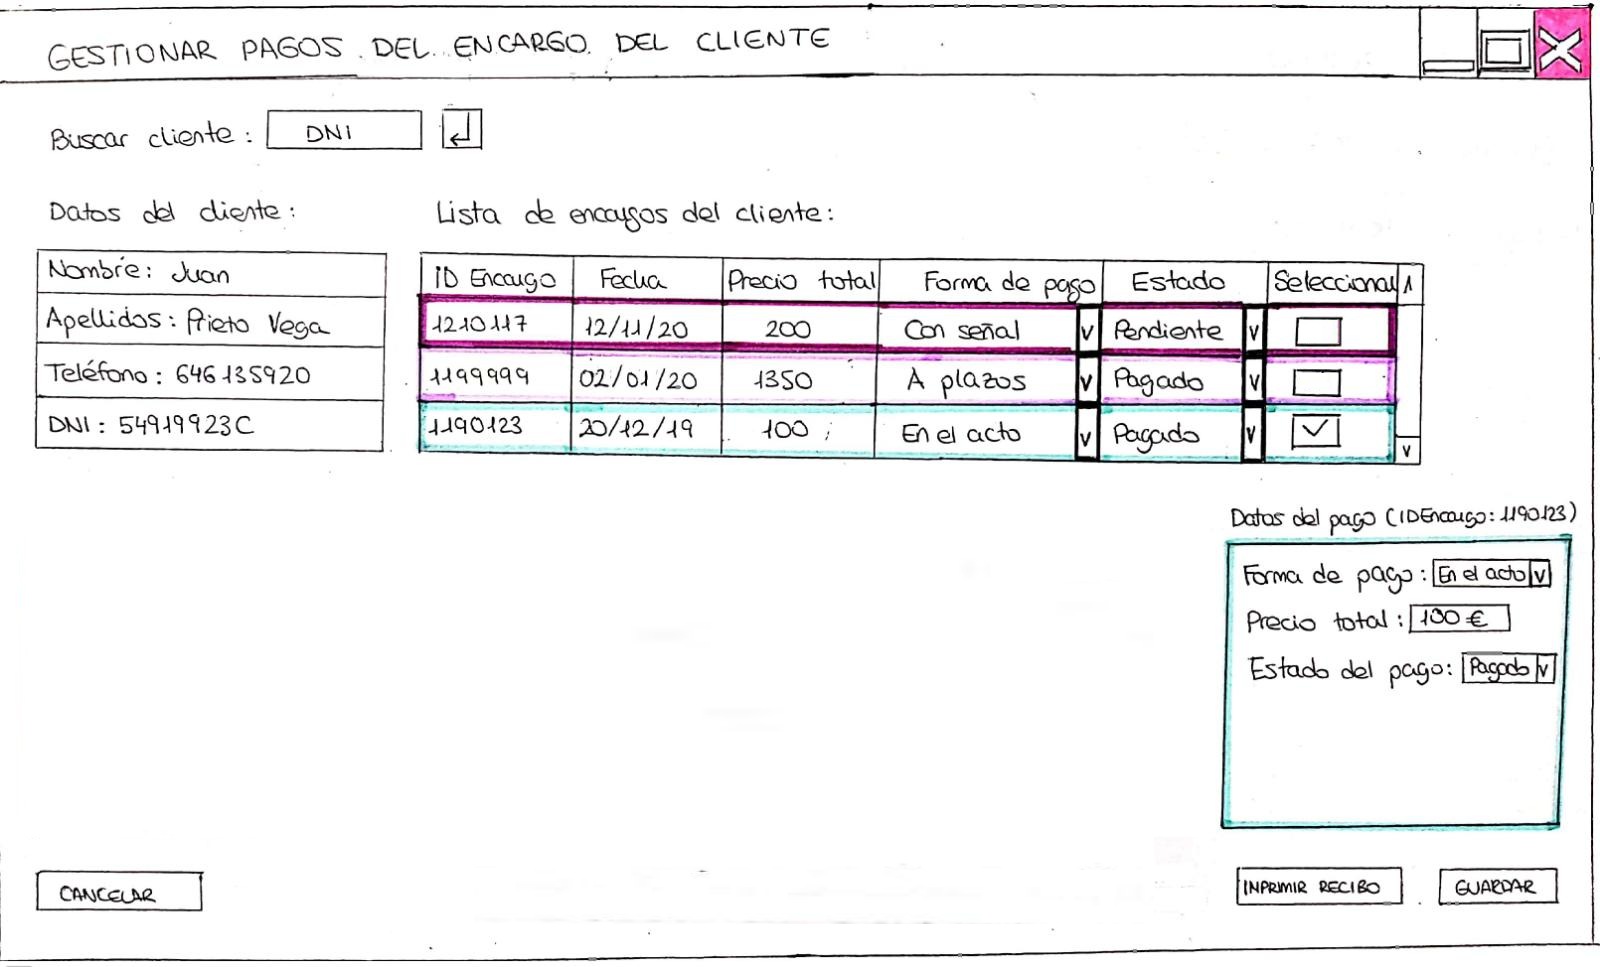 GESTIONAR PAGOS DEL ENCARGO DEL CLIENTE
Buscar cliente: DNI
Datos del cliente:
Nombre: Juan
Apellidos: Prieto Vega
Teléfono: 646135920
DNI: 54919923C
Lista de encargos del cliente:
ID Encargo Fecha Precio total Forma de pago Estado Seleccionar
1210117 12/11/20 200 Con señal v Pendiente v
1199999 02/01/20 1350 A plazos v Pagado v
1190123 20/12/19 100 En el acto v Pagado v
v
Datos del pago (IDEncargo: 1190123)
Forma de pago: En el acto v
Precio total: 100 €
Estado del pago: Pagado v
CANCELAR
INPRIMIR RECIBO
GUARDAR